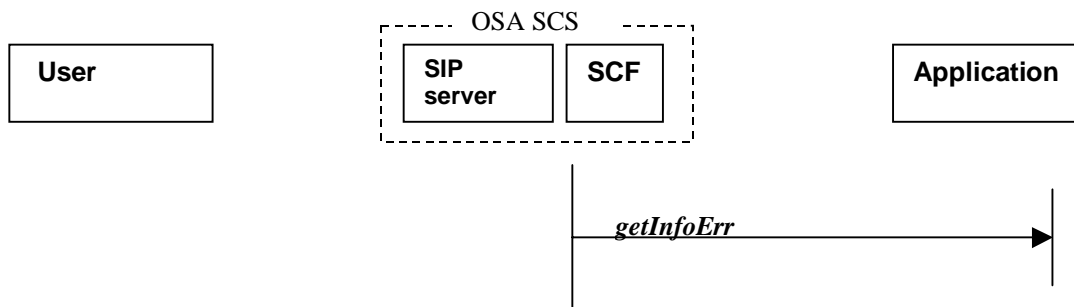 OSA SCS
User
SIP
server
SCF
Application
getInfoErr